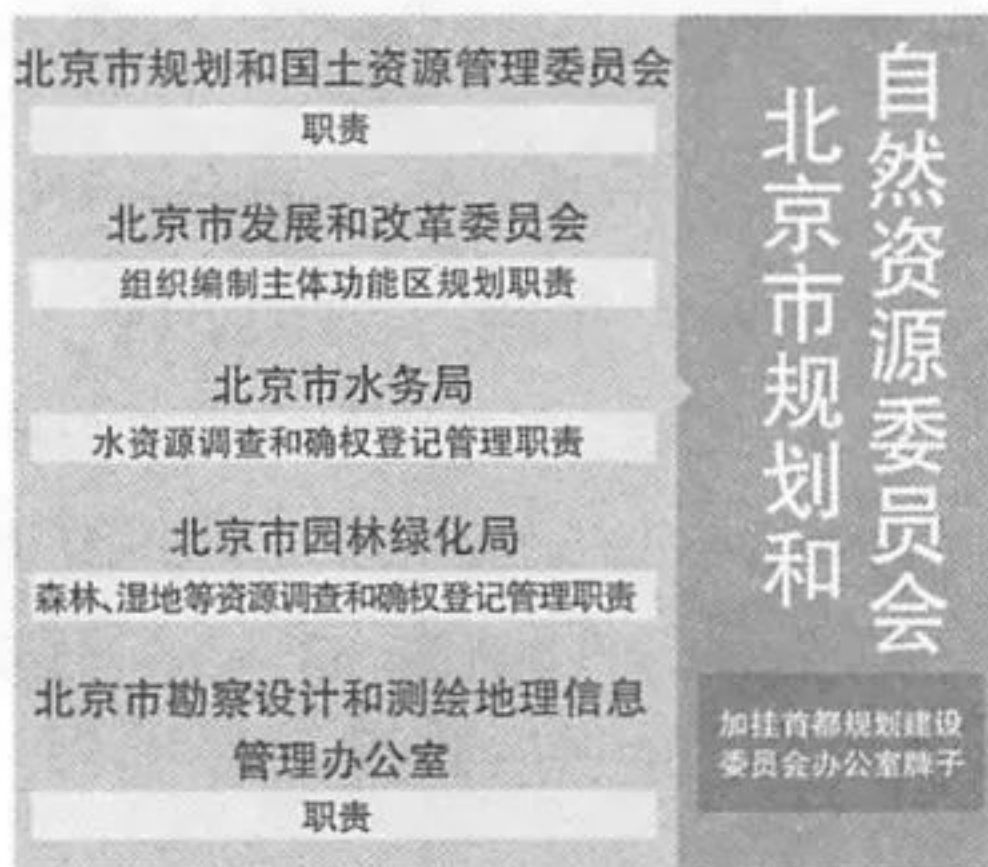 北京市规划和国土资源管理委员会
职责
北京市发展和改革委员会
组织编制主体功能区规划职责
北京市水务局
水资源调查和确权登记管理职责
北京市园林绿化局
森林、湿地等资源调查和确权登记管理职责
北京市勘察设计和测绘地理信息
管理办公室
职责
北京市规划和
自然资源委员会
加挂首都规划建设
委员会办公室牌子